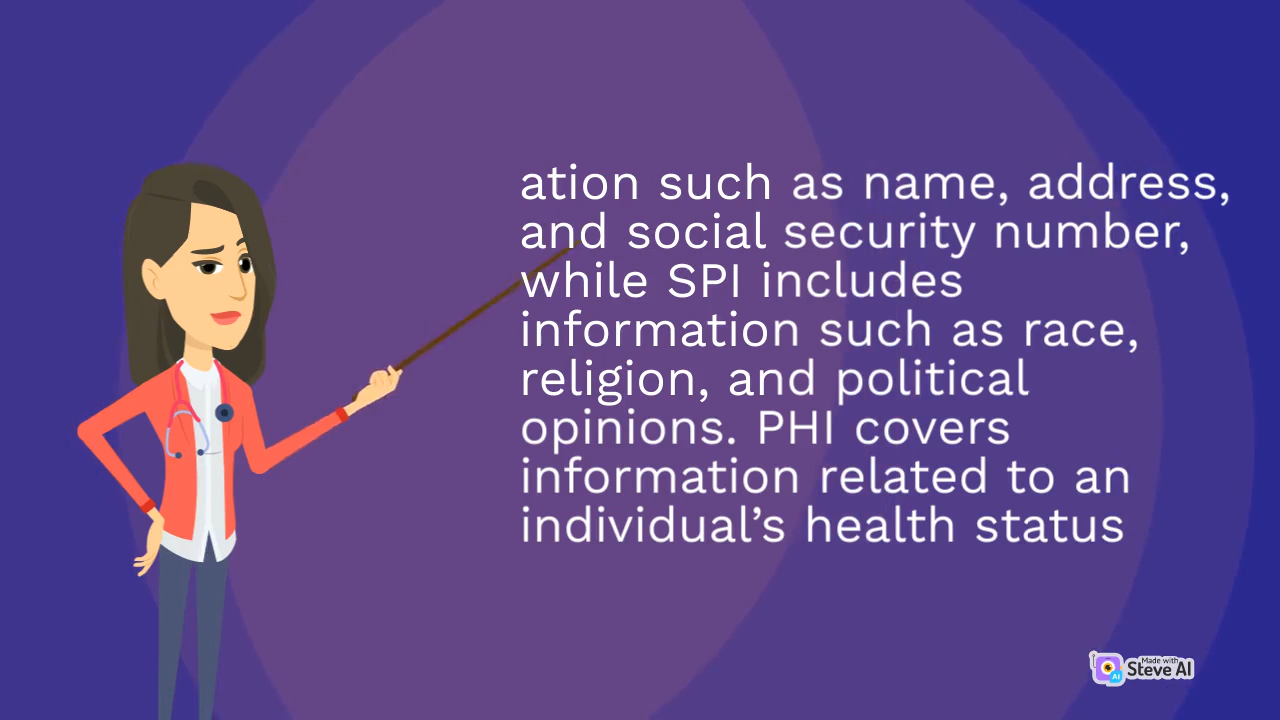 ation such as name, address,
and social security number,
while SPI includes
information such as race,
religion, and political
opinions. PHI covers
information related to an
individual’s health status
Made with
Steve AI
AI